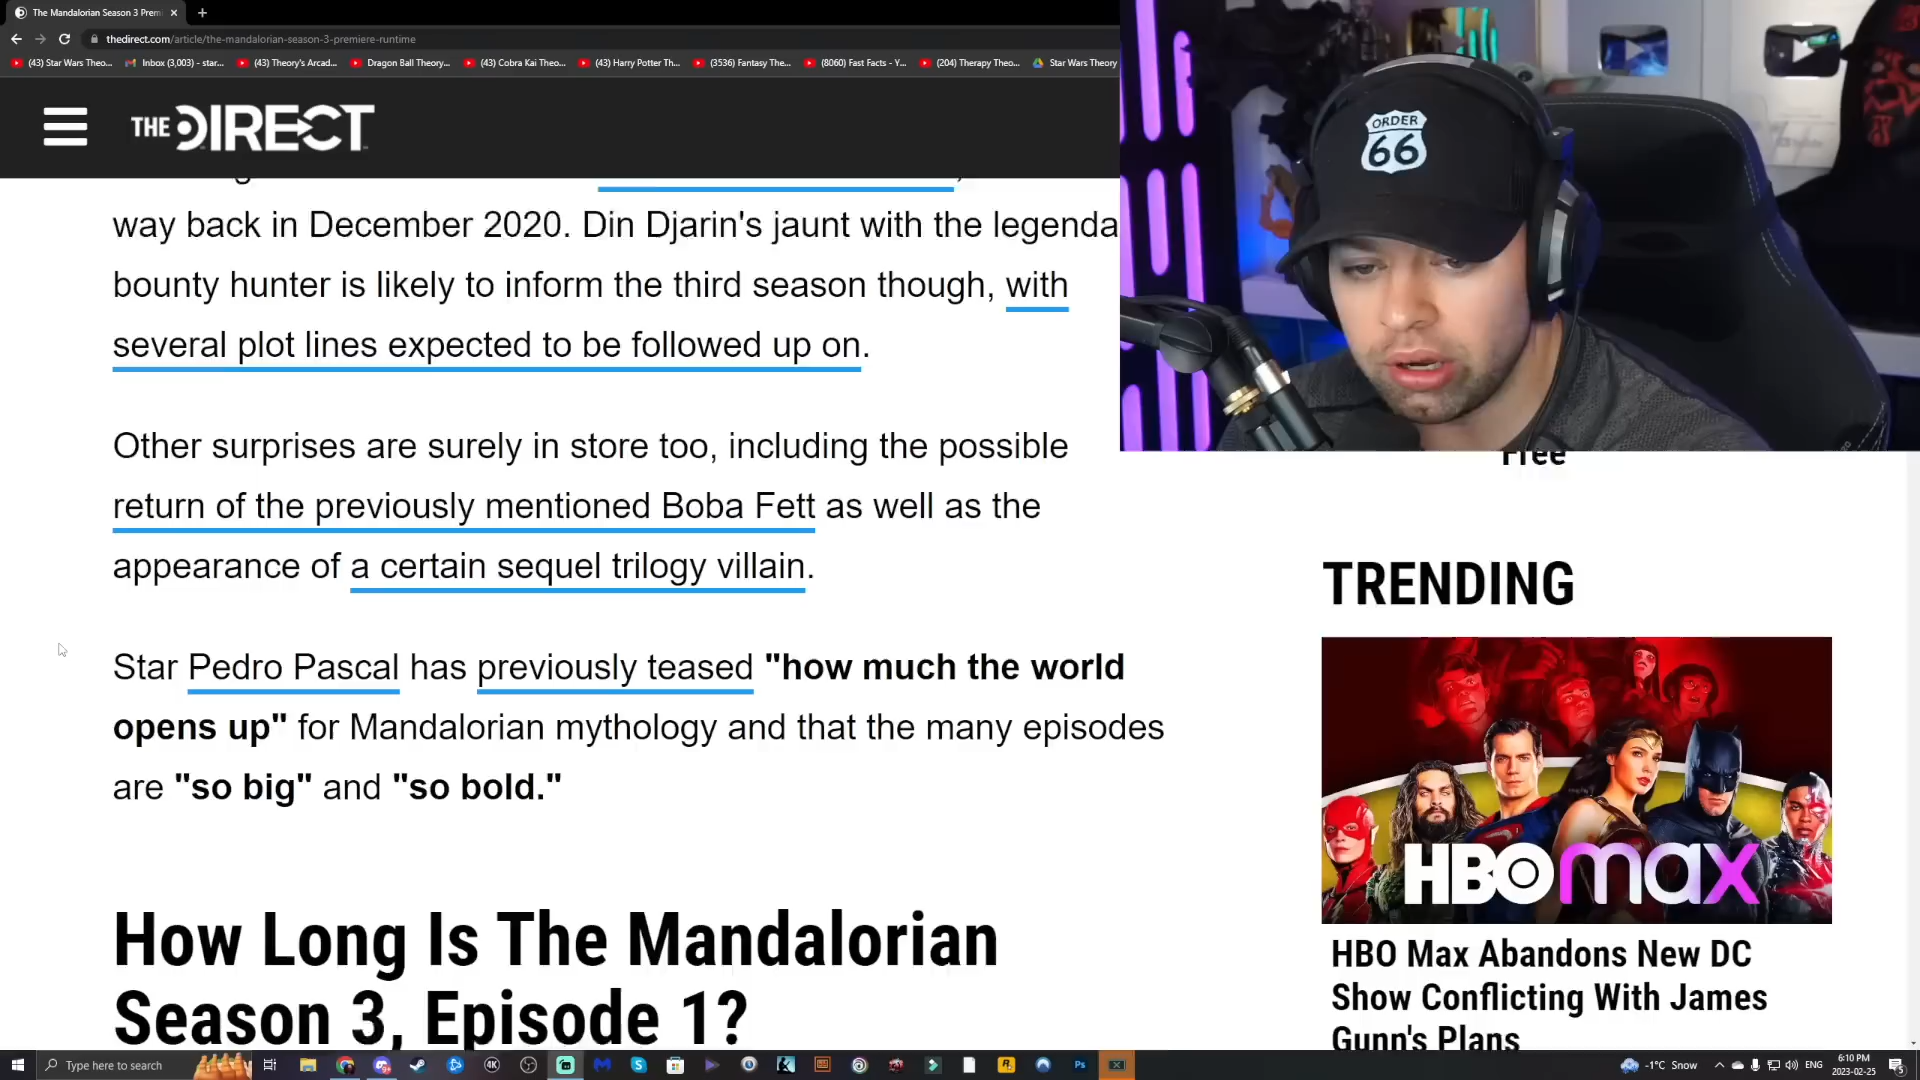 The Mandalorian Season 3 Premi
thedirect.com/article/the-mandalorian-season-3-premiere-runtime
(43) Star Wars Theo...
Inbox (3,003) - star...
(43) Theory's Arcad...
Dragon Ball Theory...
(43) Cobra Kai Theo...
(43) Harry Potter Th...
(3536) Fantasy The...
(8060) Fast Facts - Y...
(204) Therapy Theo...
Star Wars Theory
THE DIRECT
ORDER
66
way back in December 2020. Din Djarin's jaunt with the legenda
bounty hunter is likely to inform the third season though, with
several plot lines expected to be followed up on.
Other surprises are surely in store too, including the possible
return of the previously mentioned Boba Fett as well as the
appearance of a certain sequel trilogy villain.
Star Pedro Pascal has previously teased "how much the world
opens up" for Mandalorian mythology and that the many episodes
are "so big" and "so bold."
How Long Is The Mandalorian
Season 3, Episode 1?
Free
TRENDING
HBOmax
HBO Max Abandons New DC
Show Conflicting With James
Gunn's Plans
Type here to search
4K
Ps
-1°C Snow
ENG
6:10 PM
2023-02-25
5